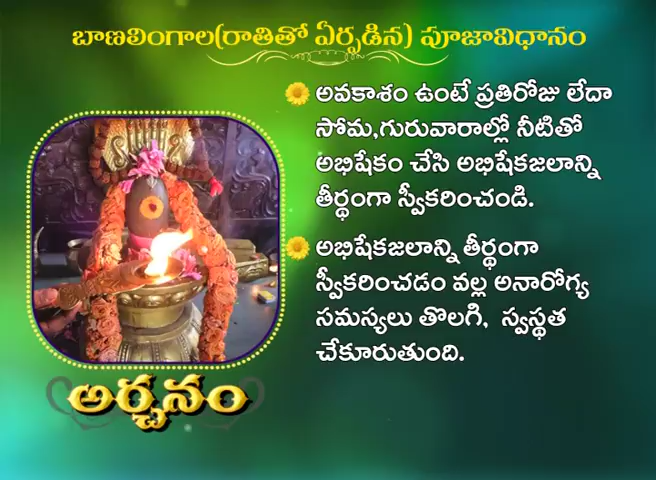 బాణలింగాల(రాతితో ఏర్పడిన) పూజావిధానం
అవకాశం ఉంటే ప్రతిరోజు లేదా
సోమ,గురువారాల్లో నీటితో
అభిషేకం చేసి అభిషేకజలాన్ని
తీర్థంగా స్వీకరించండి.
అభిషేకజలాన్ని తీర్థంగా
స్వీకరించడం వల్ల అనారోగ్య
సమస్యలు తొలగి, స్వస్థత
చేకూరుతుంది.
అర్చనం